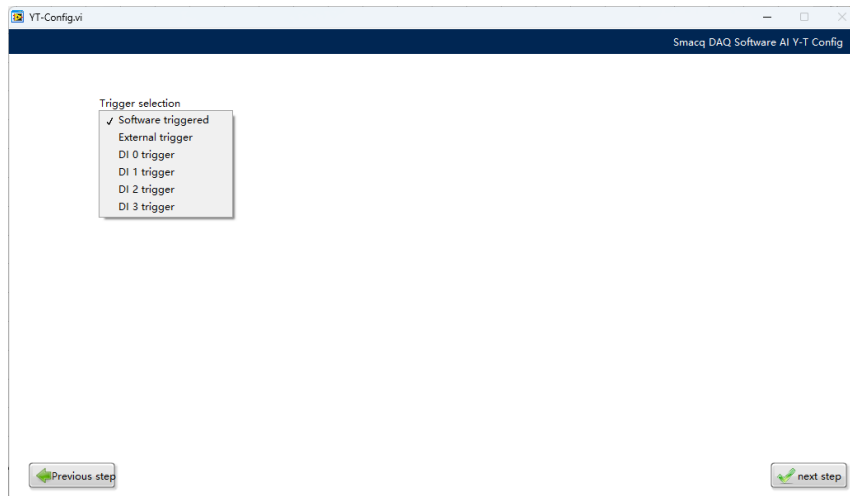 YT-Config.vi
Smacq DAQ Software AI Y-T Config
Trigger selection
✓ Software triggered
External trigger
DI 0 trigger
DI 1 trigger
DI 2 trigger
DI 3 trigger
Previous step
next step